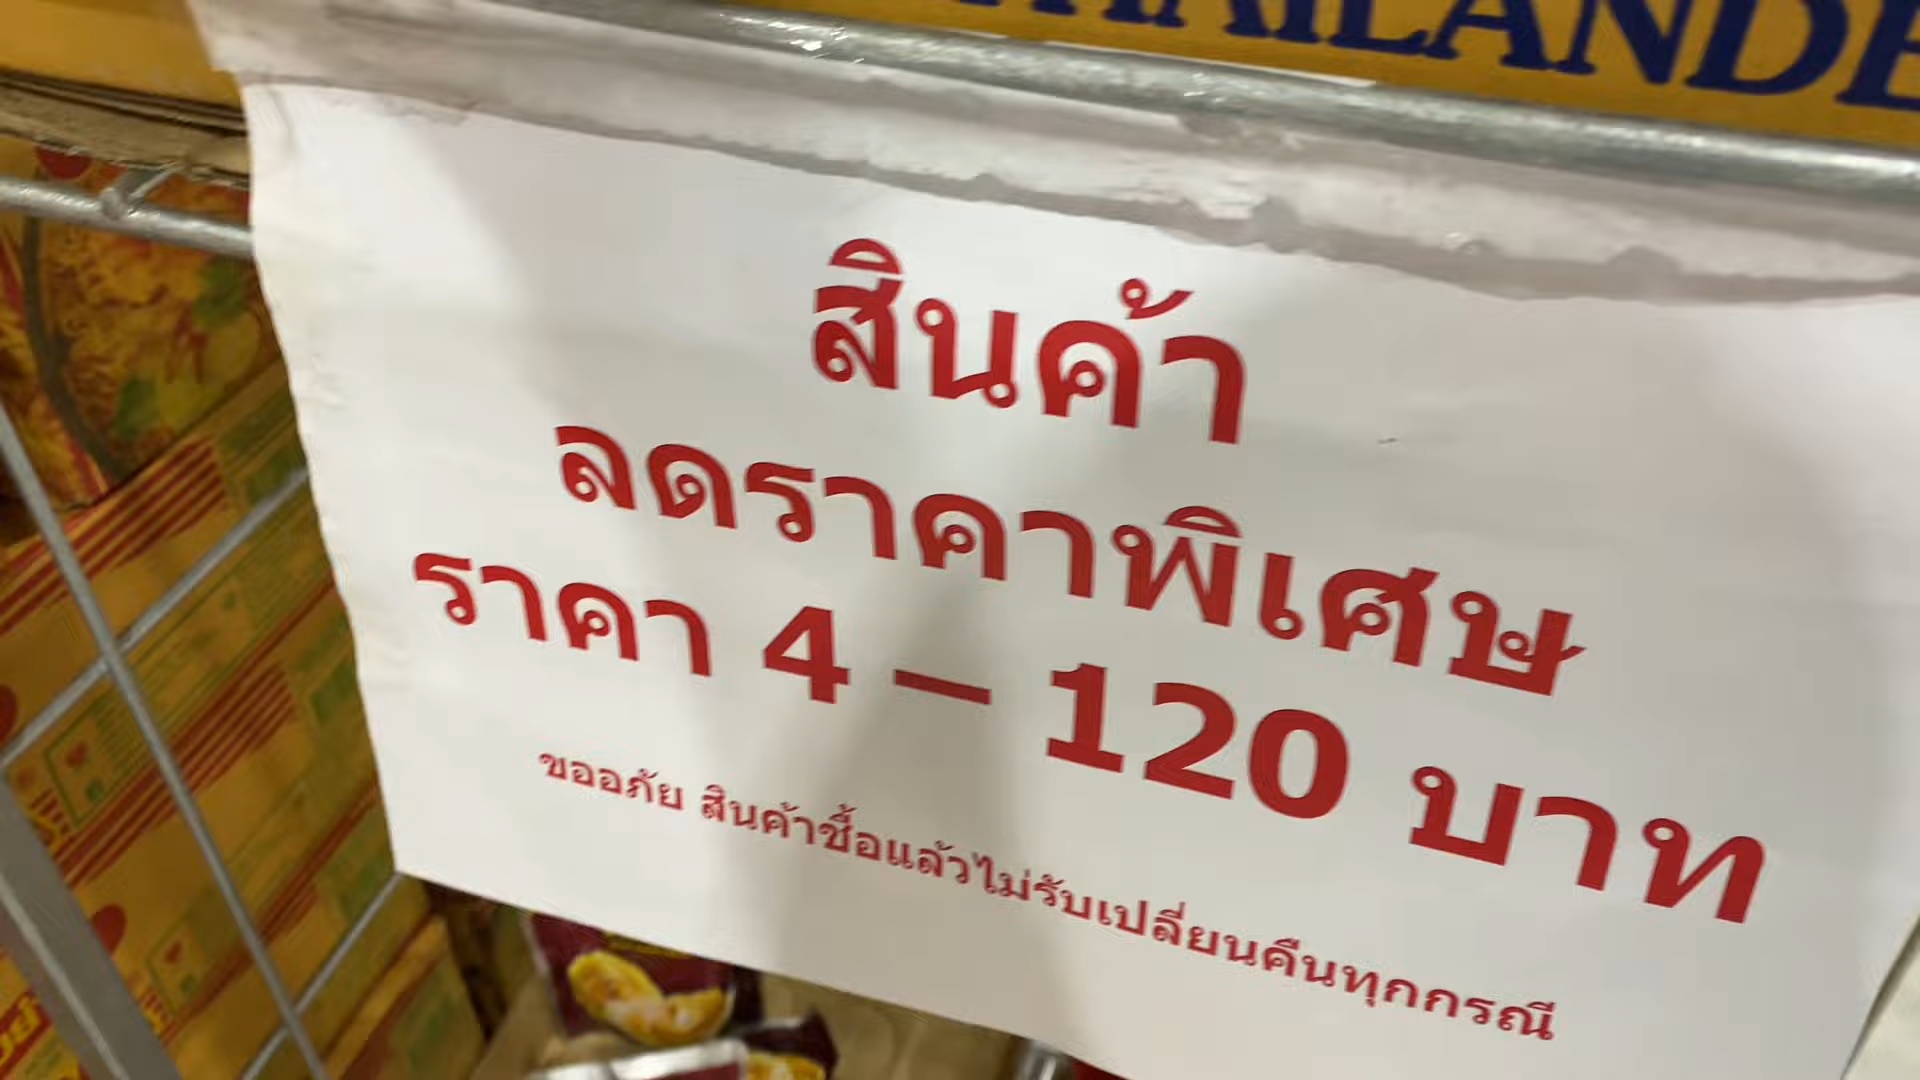 THAILANDE
สินค้า
ลดราคาพิเศษ
ราคา 4 – 120 บาท
ขออภัย สินค้าซื้อแล้วไม่รับเปลี่ยนคืนทุกกรณี